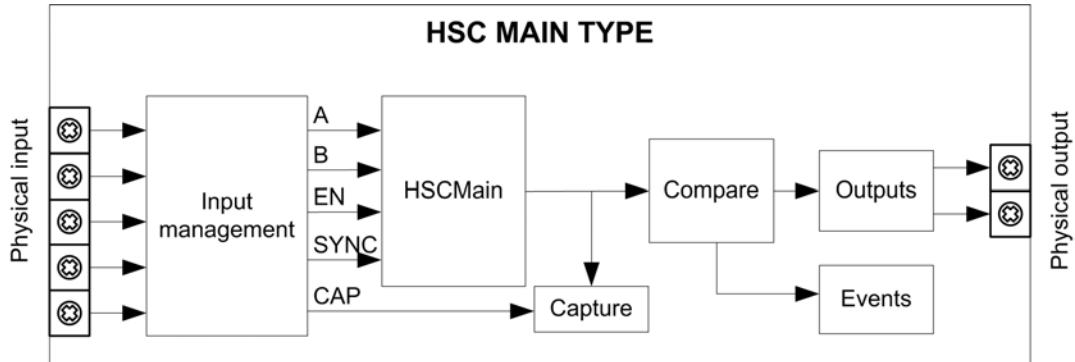 HSC MAIN TYPE
Physical input
Input
management
A
B
EN
SYNC
CAP
HSCMain
Capture
Compare
Outputs
Events
Physical output